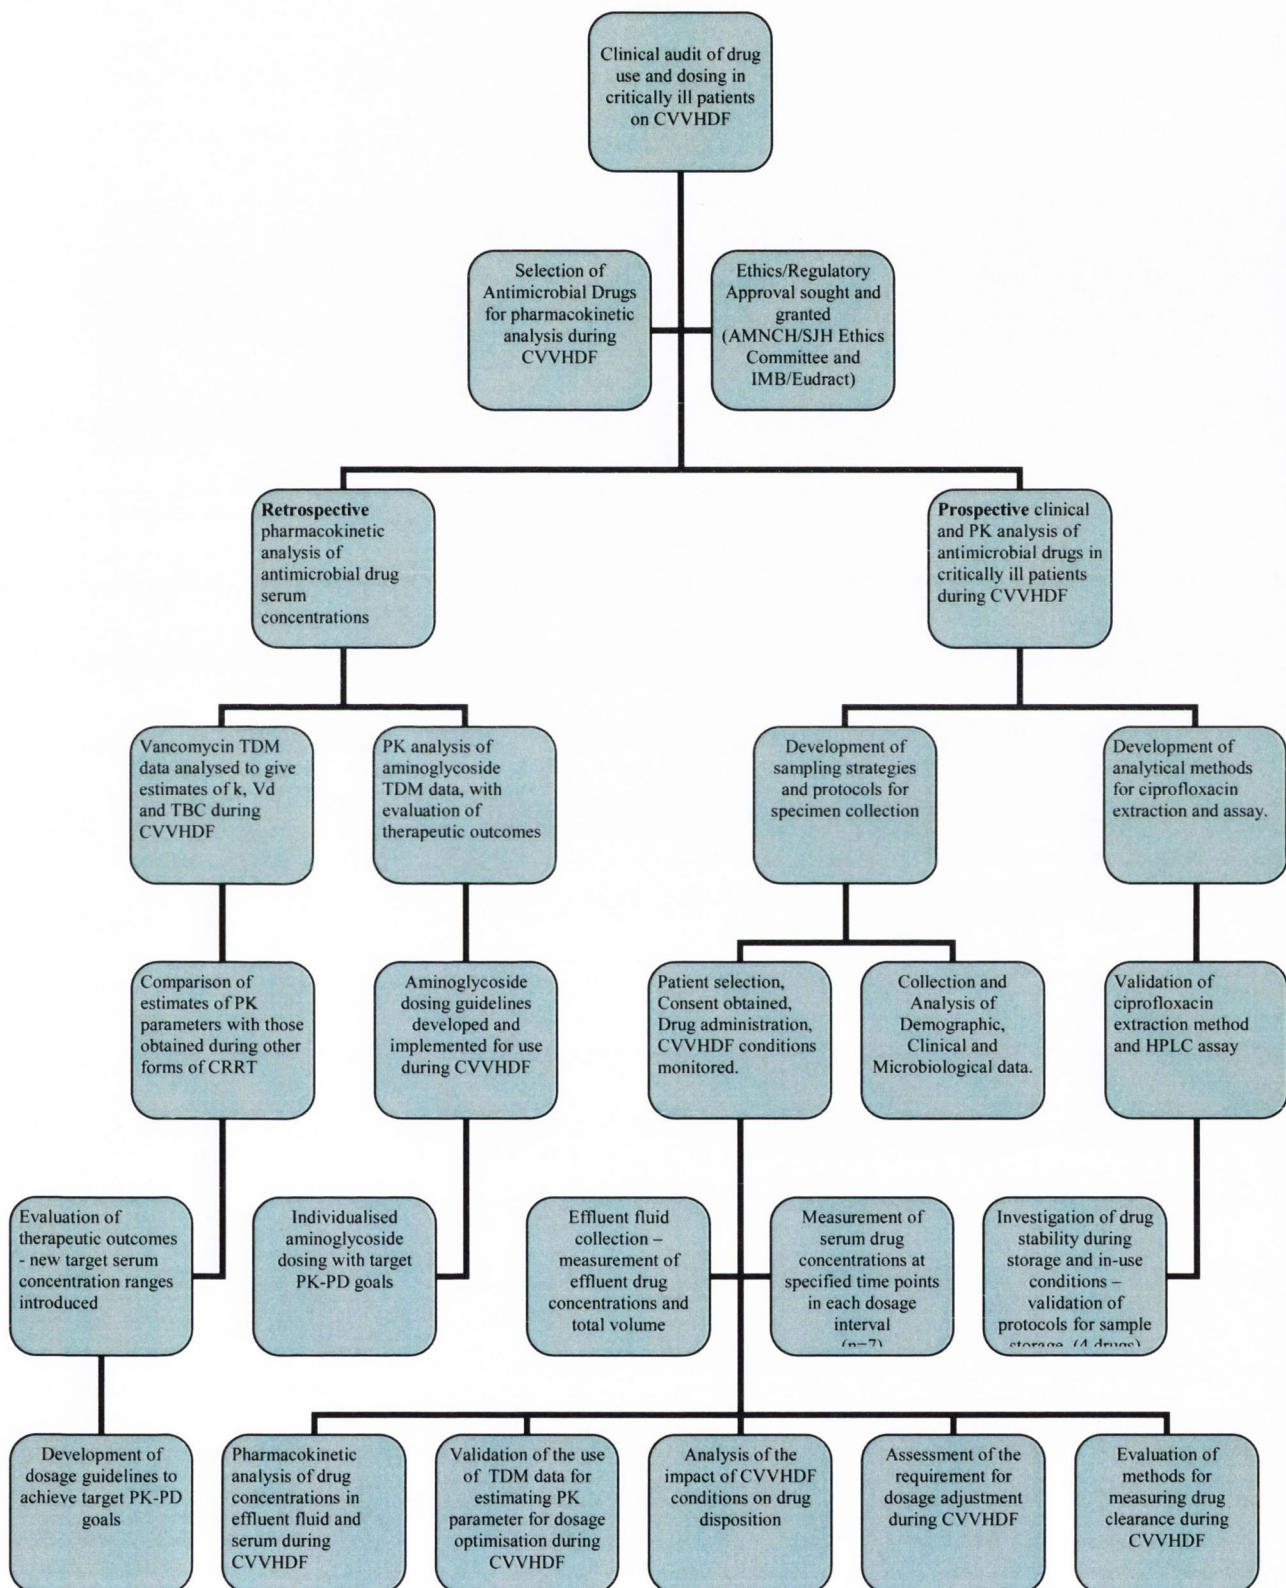 Clinical audit of drug
use and dosing in
critically ill patients
on CVVHDF
Selection of
Antimicrobial Drugs
for pharmacokinetic
analysis during
CVVHDF
Ethics/Regulatory
Approval sought and
granted
(AMNCH/SJH Ethics
Committee and
IMB/Eudract)
Retrospective
pharmacokinetic
analysis of
antimicrobial drug
serum
concentrations
Prospective clinical
and PK analysis of
antimicrobial drugs in
critically ill patients
during CVVHDF
Vancomycin TDM
data analysed to give
estimates of k, Vd
and TBC during
CVVHDF
PK analysis of
aminoglycoside
TDM data, with
evaluation of
therapeutic outcomes
Development of
sampling strategies
and protocols for
specimen collection
Development of
analytical methods
for ciprofloxacin
extraction and assay.
Comparison of
estimates of PK
parameters with those
obtained during other
forms of CRRT
Aminoglycoside
dosing guidelines
developed and
implemented for use
during CVVHDF
Patient selection,
Consent obtained,
Drug administration,
CVVHDF conditions
monitored.
Collection and
Analysis of
Demographic,
Clinical and
Microbiological data.
Validation of
ciprofloxacin
extraction method
and HPLC assay
Evaluation of
therapeutic outcomes
- new target serum
concentration ranges
introduced
Individualised
aminoglycoside
dosing with target
PK-PD goals
Effluent fluid
collection –
measurement of
effluent drug
concentrations and
total volume
Measurement of
serum drug
concentrations at
specified time points
in each dosage
interval
(n=7)
Investigation of drug
stability during
storage and in-use
conditions –
validation of
protocols for sample
storage (4 drugs)
Development of
dosage guidelines to
achieve target PK-PD
goals
Pharmacokinetic
analysis of drug
concentrations in
effluent fluid and
serum during
CVVHDF
Validation of the use
of TDM data for
estimating PK
parameter for dosage
optimisation during
CVVHDF
Analysis of the
impact of CVVHDF
conditions on drug
disposition
Assessment of the
requirement for
dosage adjustment
during CVVHDF
Evaluation of
methods for
measuring drug
clearance during
CVVHDF